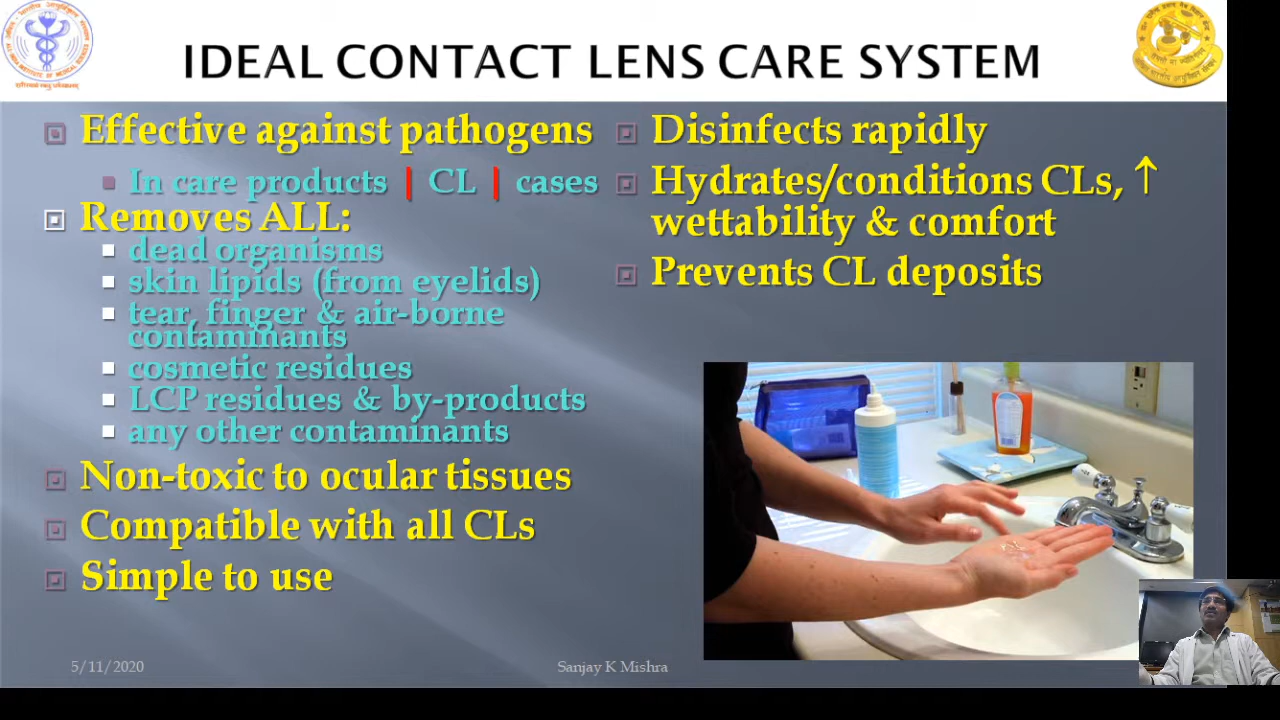 IDEAL CONTACT LENS CARE SYSTEM
Effective against pathogens
In care products | CL | cases
Removes ALL:
dead organisms
skin lipids (from eyelids)
tear, finger & air-borne
contaminants
cosmetic residues
LCP residues & by-products
any other contaminants
Non-toxic to ocular tissues
Compatible with all CLs
Simple to use
Disinfects rapidly
Hydrates/conditions CLs, ↑
wettability & comfort
Prevents CL deposits
5/11/2020
Sanjay K Mishra